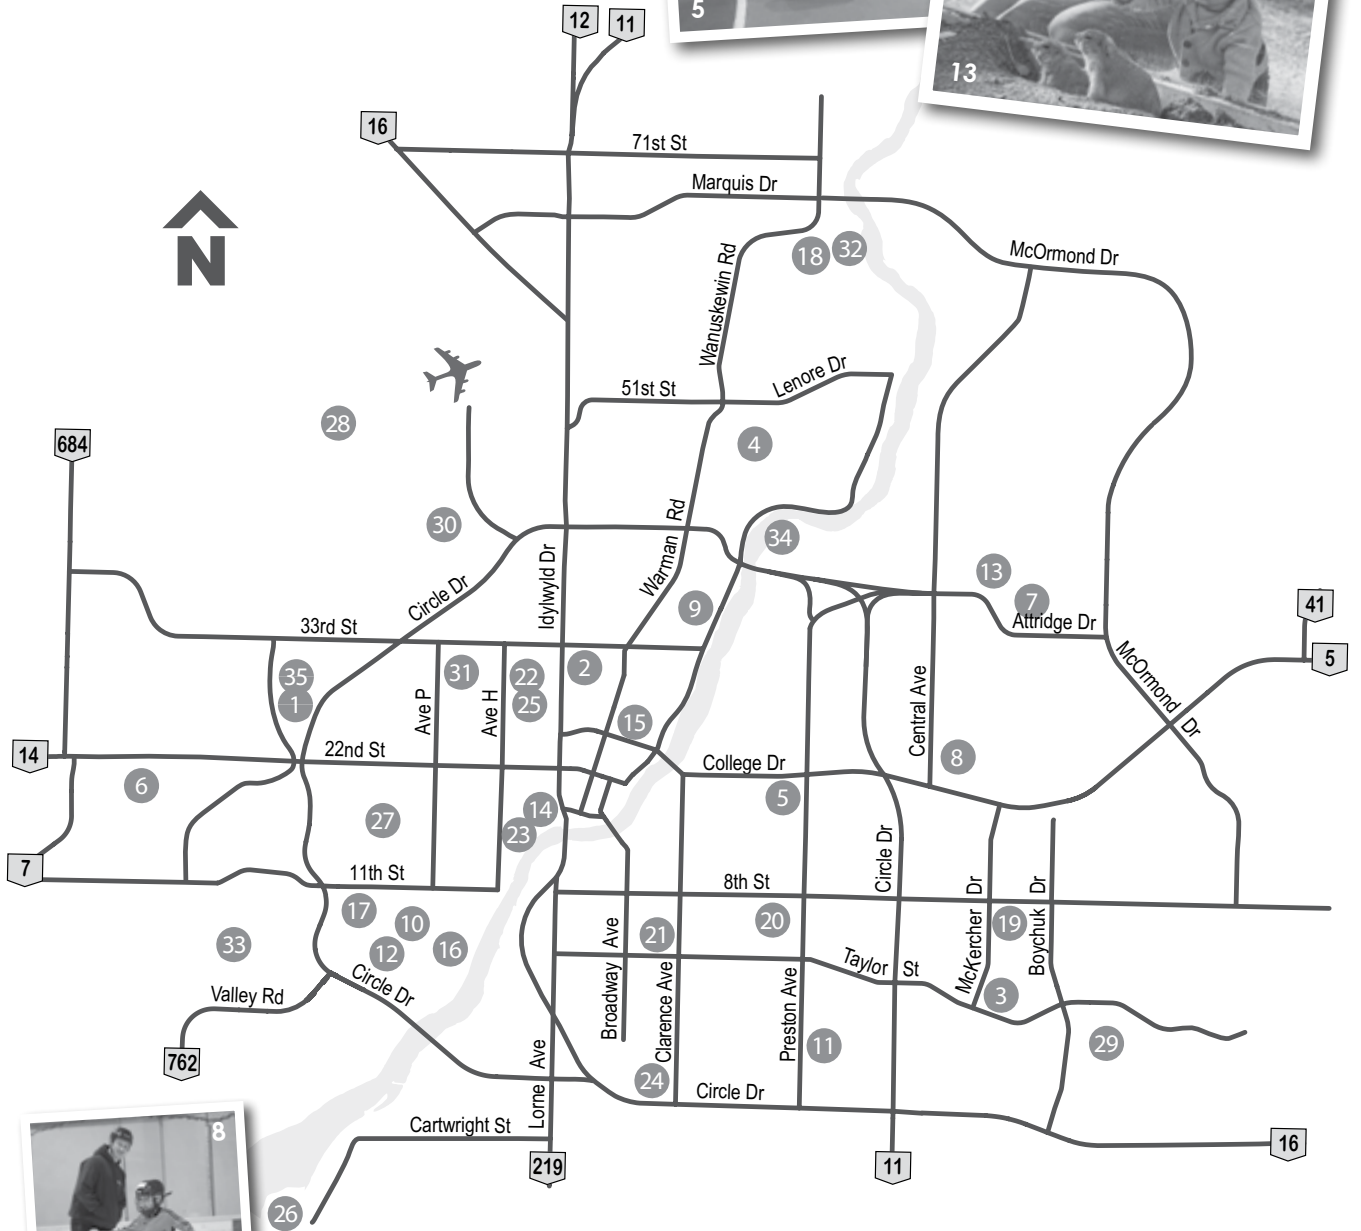 12
11
5
13
16
71st St
Marquis Dr
N
18
32
McOrmond Dr
Wanuskewin Rd
28
51st St
Lenore Dr
684
4
30
Warman Rd
34
Idylwyld Dr
13
Circle Dr
9
7
41
33rd St
Attridge Dr
5
35
31
22
2
McOrmond Dr
1
Ave P
Ave H
25
15
Central Ave
14
22nd St
College Dr
8
6
27
14
23
5
Circle Dr
7
11th St
8th St
McKercher Dr
Boychuk Dr
17
10
20
19
33
12
16
Broadway Ave
21
Taylor St
Valley Rd
Circle Dr
Clarence Ave
Preston Ave
3
762
Lorne Ave
11
29
24
Circle Dr
Cartwright St
8
219
11
16
26